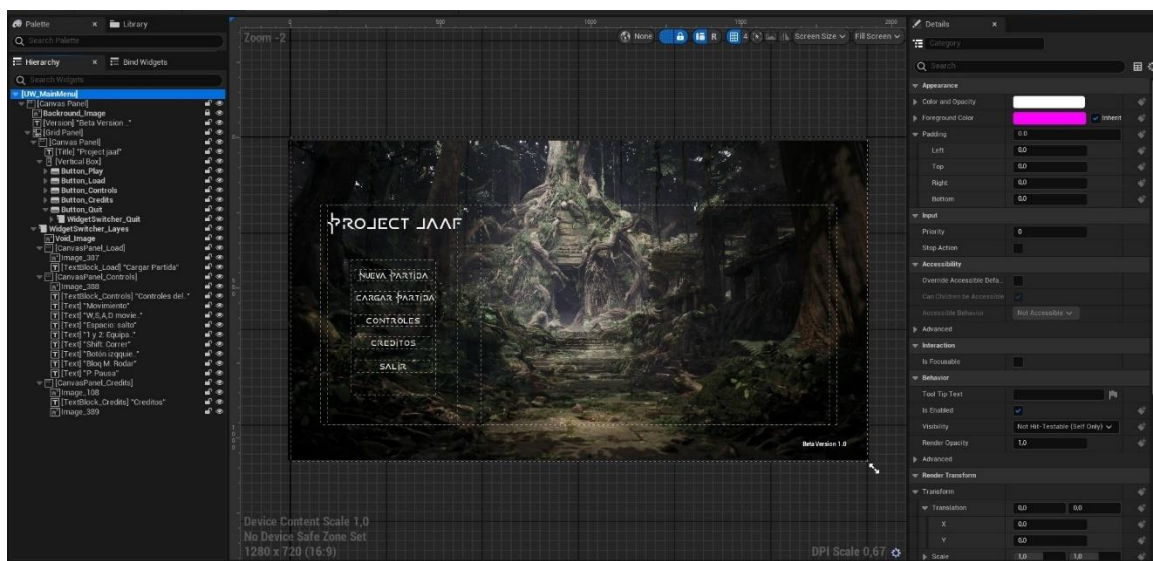 Palette × Library
Search Palette
Hierarchy × Bind Widgets
Search Widgets
[UW_MainMenu]
[Canvas Panel]
Backround_Image
[Version] "Beta Version .."
[Grid Panel]
[Canvas Panel]
[Title] "Project jaaf"
[Vertical Box]
Button_Play
Button_Load
Button_Controls
Button_Credits
Button_Quit
WidgetSwitcher_Quit
WidgetSwitcher_Layes
Void_Image
[CanvasPanel_Load]
Image_387
[TextBlock_Load] "Cargar Partida"
[CanvasPanel_Controls]
Image_388
[TextBlock_Controls] "Controles del.."
[Text] "Movimiento"
[Text] "W,S,A,D movie.."
[Text] "Espacio: salto"
[Text] "1 y 2: Equipa.."
[Text] "Shift: Correr"
[Text] "Botón izqquie.."
[Text] "Bloq M. Rodar"
[Text] "P: Pausa"
[CanvasPanel_Credits]
Image_108
[TextBlock_Credits] "Creditos"
Image_389
0 500 1000 1500 2000
Zoom -2
None R 4 Screen Size Fill Screen
PROJECT JAAF
NUEVA PARTIDA
CARGAR PARTIDA
CONTROLES
CREDITOS
SALIR
Beta Version 1.0
Device Content Scale 1,0
No Device Safe Zone Set
1280 x 720 (16:9)
DPI Scale 0,67
Details ×
Category
Search
Appearance
Color and Opacity
Foreground Color Inherit
Padding 0.0
Left 0,0
Top 0,0
Right 0,0
Bottom 0,0
Input
Priority 0
Stop Action
Accessibility
Override Accessible Defa..
Can Children be Accessible
Accessible Behavior Not Accessible
Advanced
Interaction
Is Focusable
Behavior
Tool Tip Text
Is Enabled
Visibility Not Hit-Testable (Self Only)
Render Opacity 1,0
Advanced
Render Transform
Transform
Translation 0,0 0,0
X 0,0
Y 0,0
Scale 1,0 1,0